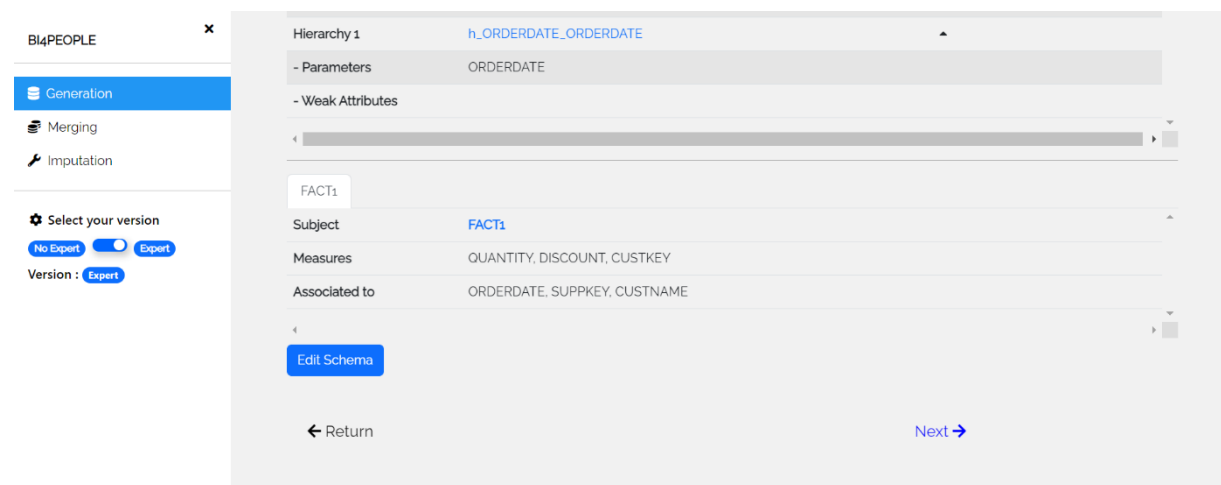 BI4PEOPLE
Generation
Merging
Imputation
Select your version
No Expert Expert
Version : Expert
Hierarchy 1 h_ORDERDATE_ORDERDATE
- Parameters ORDERDATE
- Weak Attributes
FACT1
Subject FACT1
Measures QUANTITY, DISCOUNT, CUSTKEY
Associated to ORDERDATE, SUPPKEY, CUSTNAME
Edit Schema
Return Next